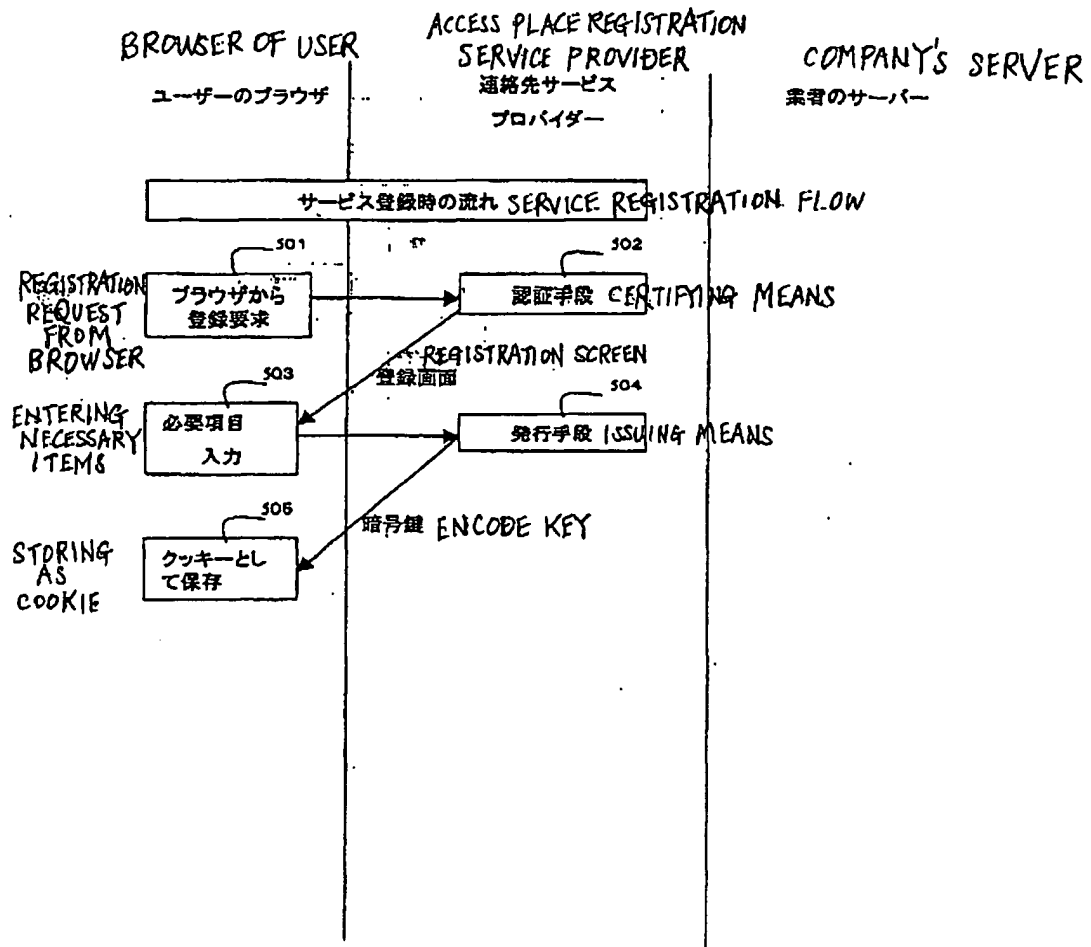 BROWSER OF USER
ユーザーのブラウザ
ACCESS PLACE REGISTRATION
SERVICE PROVIDER
連絡先サービス
プロバイダー
COMPANY'S SERVER
業者のサーバー
サービス登録時の流れ SERVICE REGISTRATION FLOW
501
502
REGISTRATION
REQUEST
FROM
BROWSER
ブラウザから
登録要求
認証手段 CERTIFYING MEANS
REGISTRATION SCREEN
登録画面
503
504
ENTERING
NECESSARY
ITEMS
必要項目
入力
発行手段 ISSUING MEANS
505
暗号鍵 ENCODE KEY
STORING
AS
COOKIE
クッキーとし
て保存